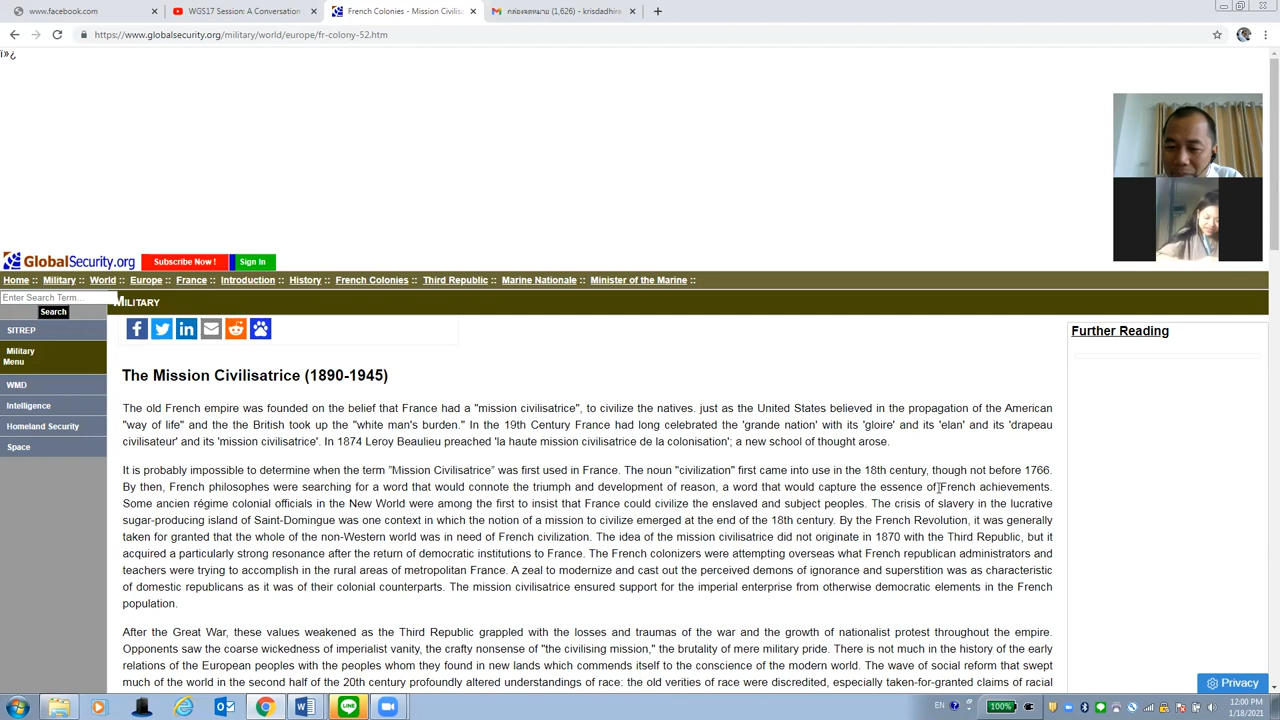 www.facebook.com
WGS17 Session: A Conversation
French Colonies - Mission Civilis
กล่องจดหมาย (1,626) - krisdadhir
https://www.globalsecurity.org/military/world/europe/fr-colony-52.htm
ï»¿
GlobalSecurity.org
Subscribe Now !
Sign In
Home :: Military :: World :: Europe :: France :: Introduction :: History :: French Colonies :: Third Republic :: Marine Nationale :: Minister of the Marine ::
Enter Search Term...
MILITARY
Search
SITREP
Military
Menu
WMD
Intelligence
Homeland Security
Space
Further Reading
The Mission Civilisatrice (1890-1945)
The old French empire was founded on the belief that France had a "mission civilisatrice", to civilize the natives. just as the United States believed in the propagation of the American
"way of life" and the the British took up the "white man's burden." In the 19th Century France had long celebrated the 'grande nation' with its 'gloire' and its 'elan' and its 'drapeau
civilisateur' and its 'mission civilisatrice'. In 1874 Leroy Beaulieu preached 'la haute mission civilisatrice de la colonisation'; a new school of thought arose.
It is probably impossible to determine when the term ”Mission Civilisatrice” was first used in France. The noun "civilization" first came into use in the 18th century, though not before 1766.
By then, French philosophes were searching for a word that would connote the triumph and development of reason, a word that would capture the essence of French achievements.
Some ancien régime colonial officials in the New World were among the first to insist that France could civilize the enslaved and subject peoples. The crisis of slavery in the lucrative
sugar-producing island of Saint-Domingue was one context in which the notion of a mission to civilize emerged at the end of the 18th century. By the French Revolution, it was generally
taken for granted that the whole of the non-Western world was in need of French civilization. The idea of the mission civilisatrice did not originate in 1870 with the Third Republic, but it
acquired a particularly strong resonance after the return of democratic institutions to France. The French colonizers were attempting overseas what French republican administrators and
teachers were trying to accomplish in the rural areas of metropolitan France. A zeal to modernize and cast out the perceived demons of ignorance and superstition was as characteristic
of domestic republicans as it was of their colonial counterparts. The mission civilisatrice ensured support for the imperial enterprise from otherwise democratic elements in the French
population.
After the Great War, these values weakened as the Third Republic grappled with the losses and traumas of the war and the growth of nationalist protest throughout the empire.
Opponents saw the coarse wickedness of imperialist vanity, the crafty nonsense of "the civilising mission," the brutality of mere military pride. There is not much in the history of the early
relations of the European peoples with the peoples whom they found in new lands which commends itself to the conscience of the modern world. The wave of social reform that swept
much of the world in the second half of the 20th century profoundly altered understandings of race: the old verities of race were discredited, especially taken-for-granted claims of racial
Privacy
EN
100%
12:00 PM
1/18/2021